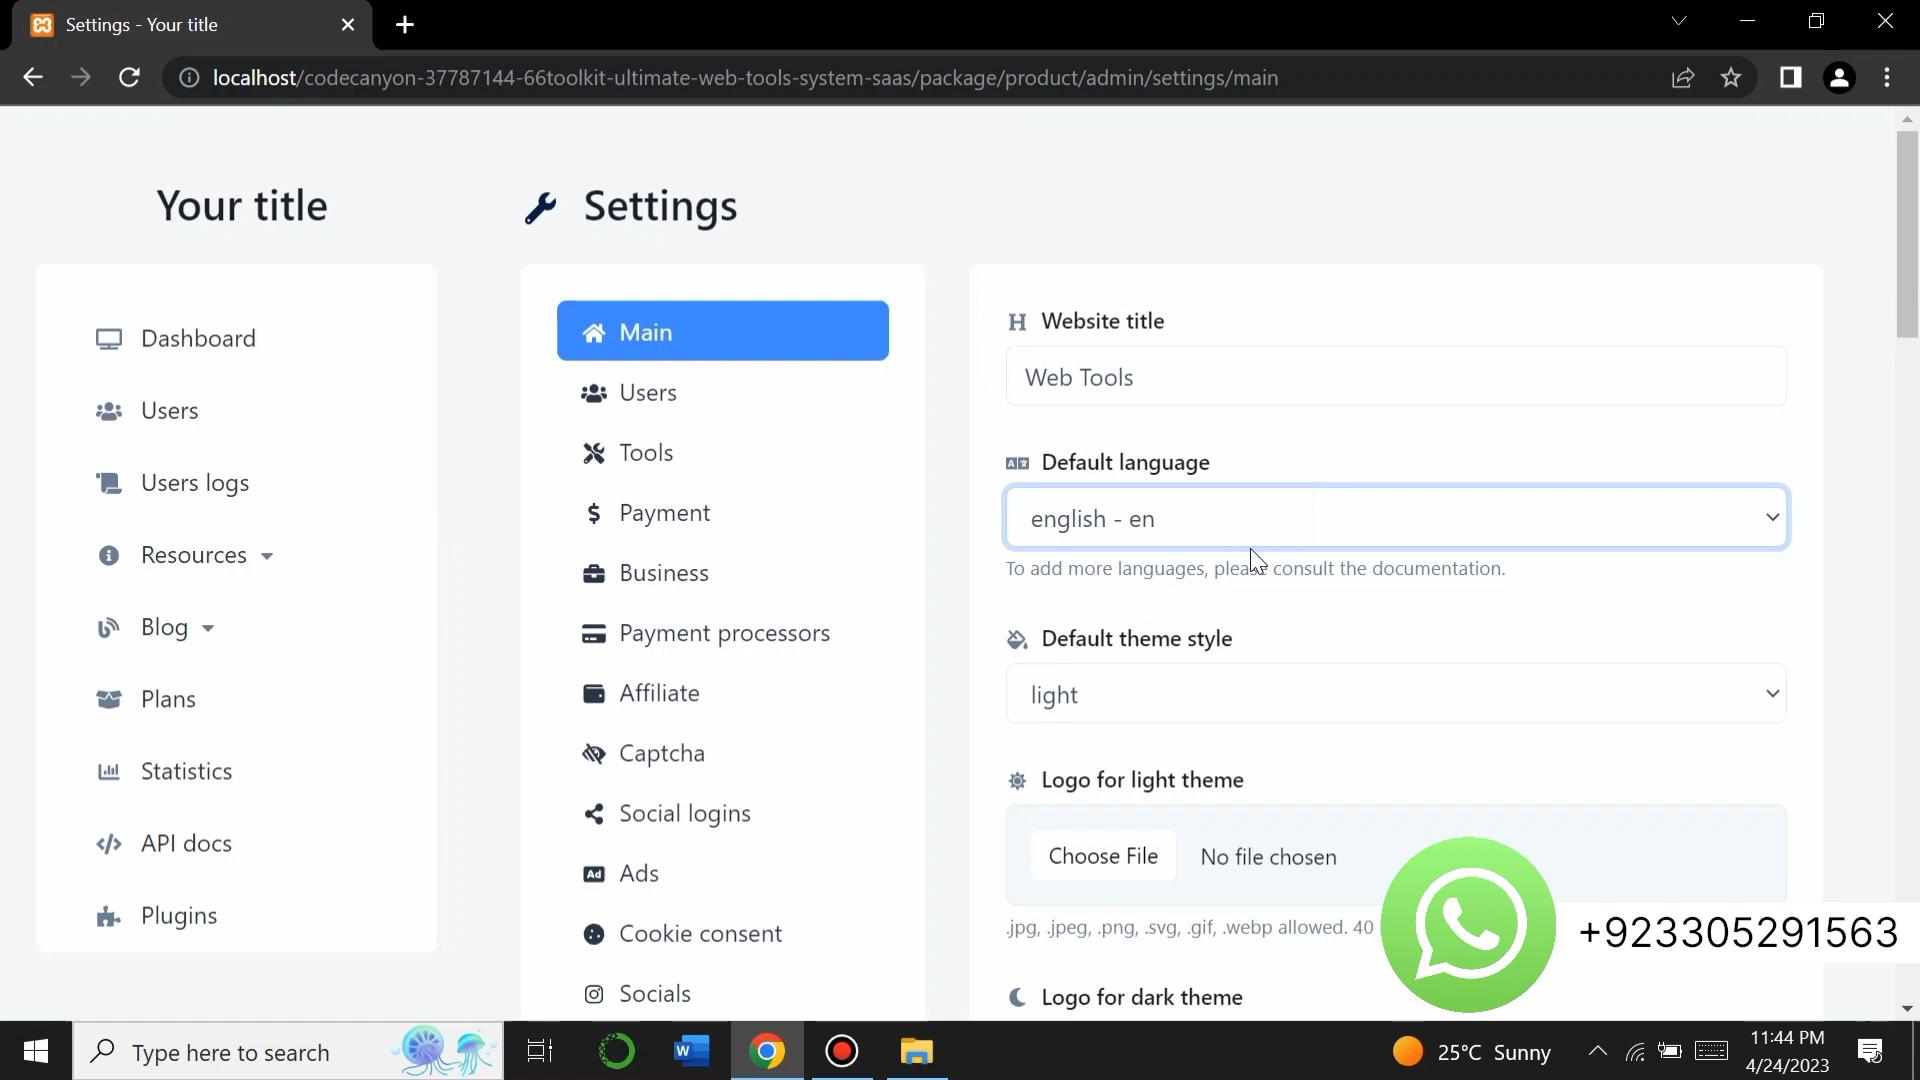 Settings - Your title
localhost/codecanyon-37787144-66toolkit-ultimate-web-tools-system-saas/package/product/admin/settings/main
Your title
Dashboard
Users
Users logs
Resources
Blog
Plans
Statistics
API docs
Plugins
Settings
Main
Users
Tools
Payment
Business
Payment processors
Affiliate
Captcha
Social logins
Ad Ads
Cookie consent
Socials
Website title
Web Tools
Default language
english - en
To add more languages, please consult the documentation.
Default theme style
light
Logo for light theme
Choose File No file chosen
.jpg, .jpeg, .png, .svg, .gif, .webp allowed. 40
Logo for dark theme
+923305291563
Type here to search
25°C Sunny
11:44 PM
4/24/2023